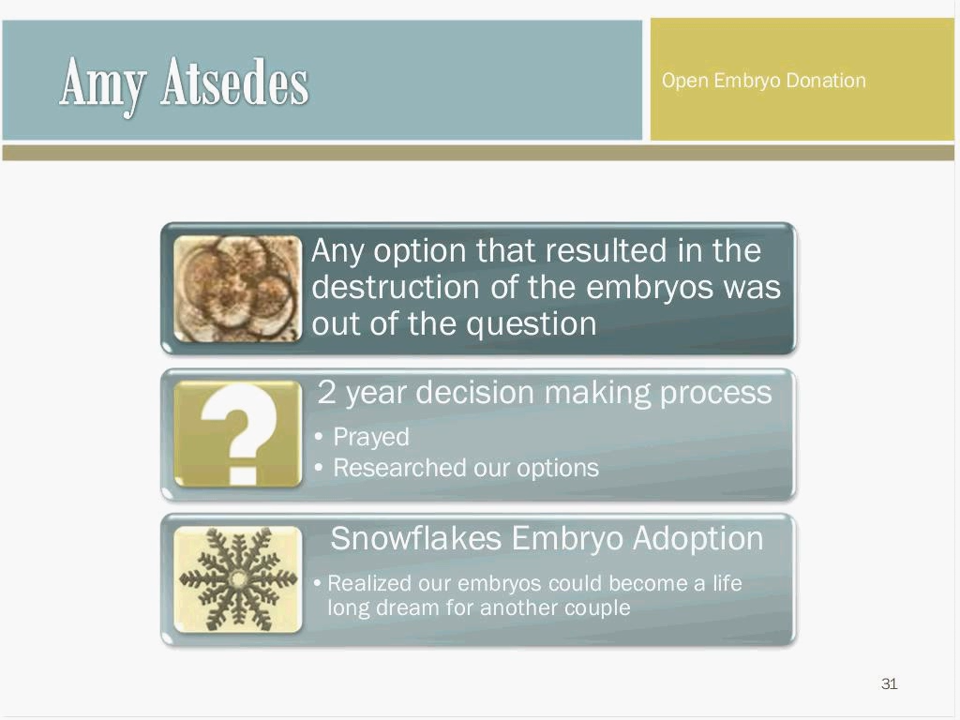 Amy Atsedes
Open Embryo Donation
Any option that resulted in the
destruction of the embryos was
out of the question
?
2 year decision making process
• Prayed
• Researched our options
Snowflakes Embryo Adoption
• Realized our embryos could become a life
long dream for another couple
31